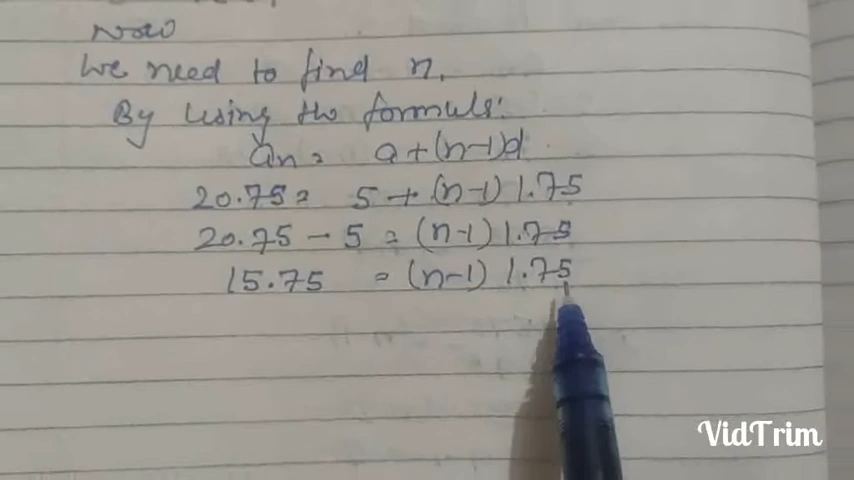 Now
We need to find n.
By using the formula:
an = a+(n-1)d
20.75 = 5 + (n-1) 1.75
20.75 - 5 = (n-1) 1.75
15.75 = (n-1) 1.75
VidTrim